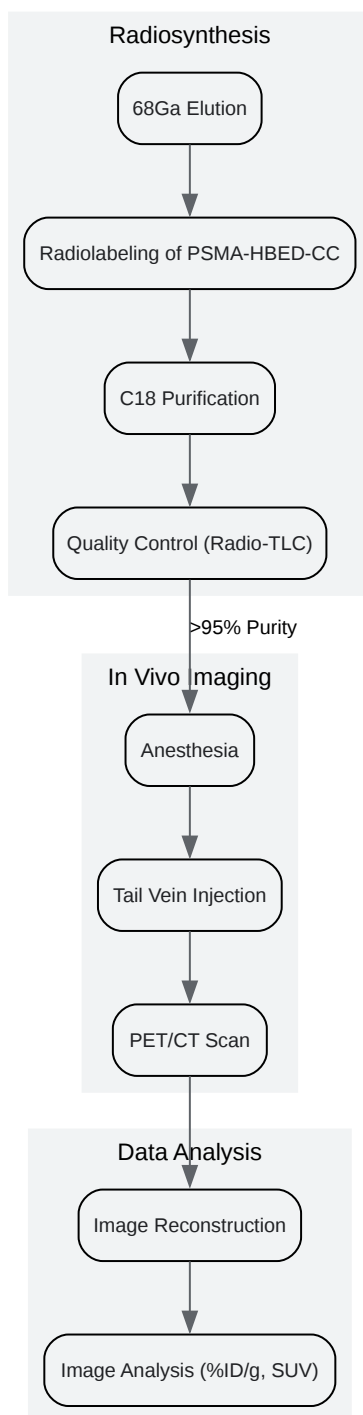 Radiosynthesis
68Ga Elution
Radiolabeling of PSMA-HBED-CC
C18 Purification
Quality Control (Radio-TLC)
>95% Purity
In Vivo Imaging
Anesthesia
Tail Vein Injection
PET/CT Scan
Data Analysis
Image Reconstruction
Image Analysis (%ID/g, SUV)